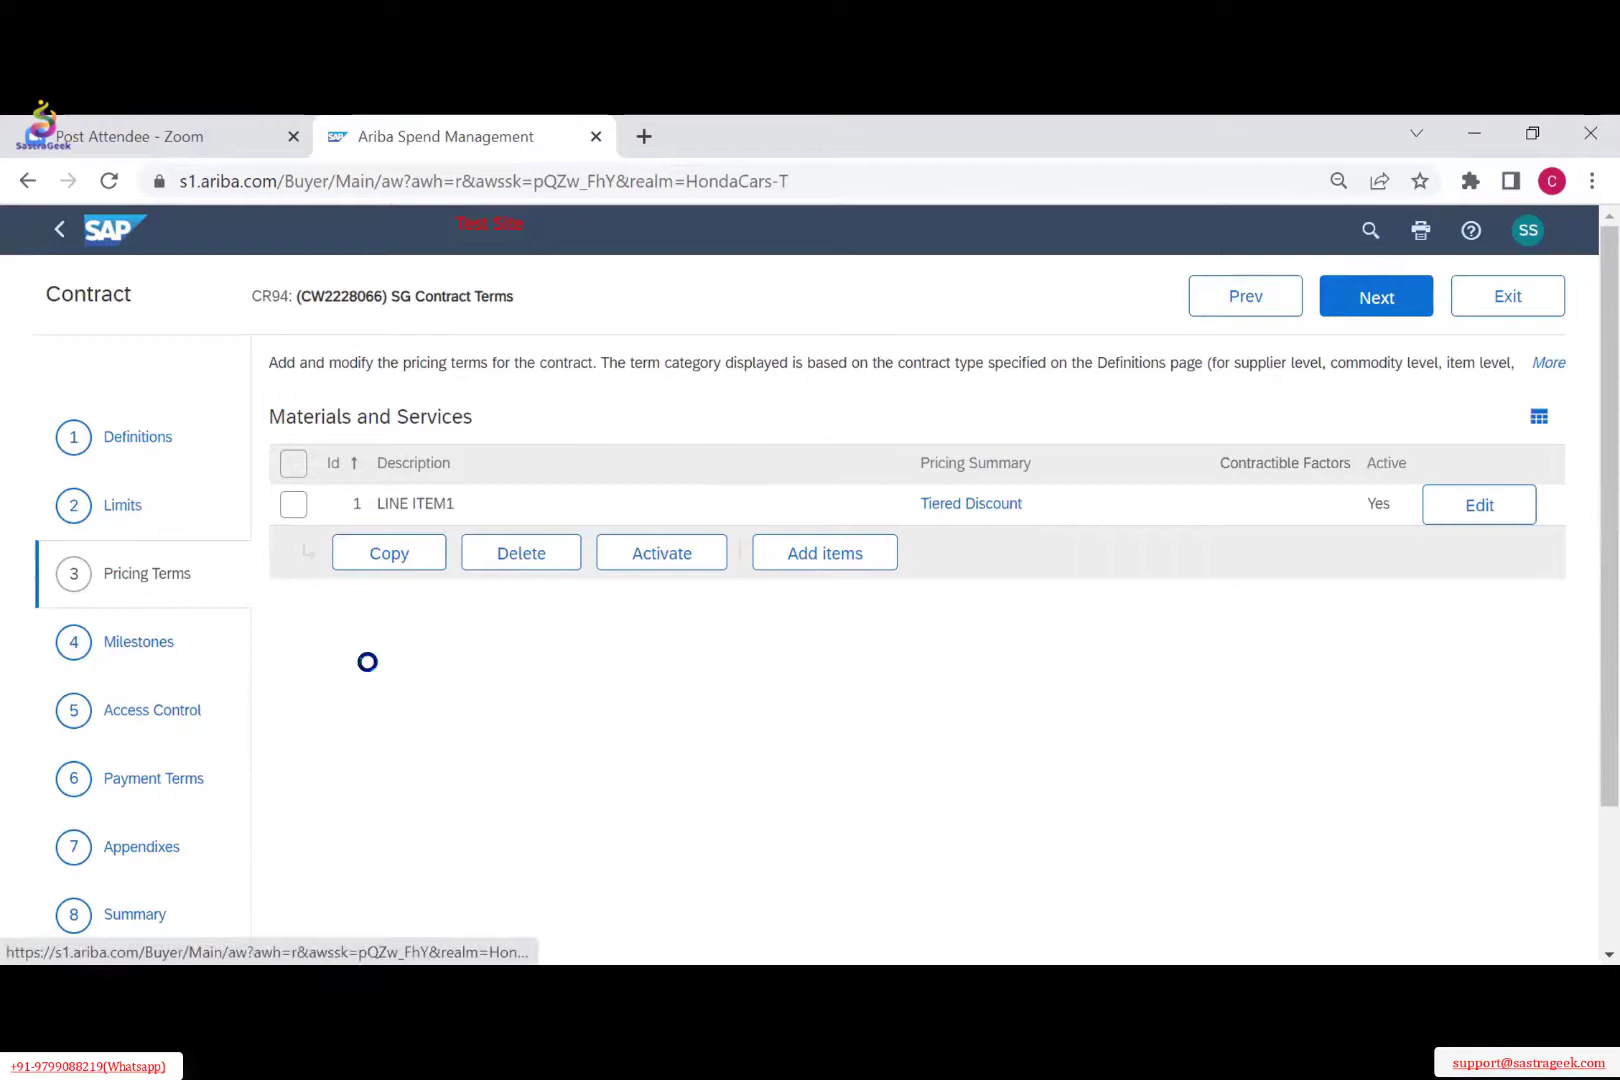 Post Attendee - Zoom
Ariba Spend Management
SastraGeek
s1.ariba.com/Buyer/Main/aw?awh=r&awssk=pQZw_FhY&realm=HondaCars-T
C
SAP
Test Site
SS
Contract
CR94: (CW2228066) SG Contract Terms
Prev
Next
Exit
Add and modify the pricing terms for the contract. The term category displayed is based on the contract type specified on the Definitions page (for supplier level, commodity level, item level, More
Materials and Services
Id Description Pricing Summary Contractible Factors Active
1 LINE ITEM1 Tiered Discount Yes Edit
Copy Delete Activate Add items
1 Definitions
2 Limits
3 Pricing Terms
4 Milestones
5 Access Control
6 Payment Terms
7 Appendixes
8 Summary
https://s1.ariba.com/Buyer/Main/aw?awh=r&awssk=pQZw_FhY&realm=Hon...
+91-9799088219(Whatsapp)
support@sastrageek.com